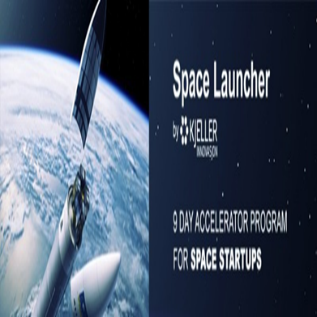 Space Launcher
by KJELLER
INNOVASJON
9 DAY ACCELERATOR PROGRAM
FOR SPACE STARTUPS